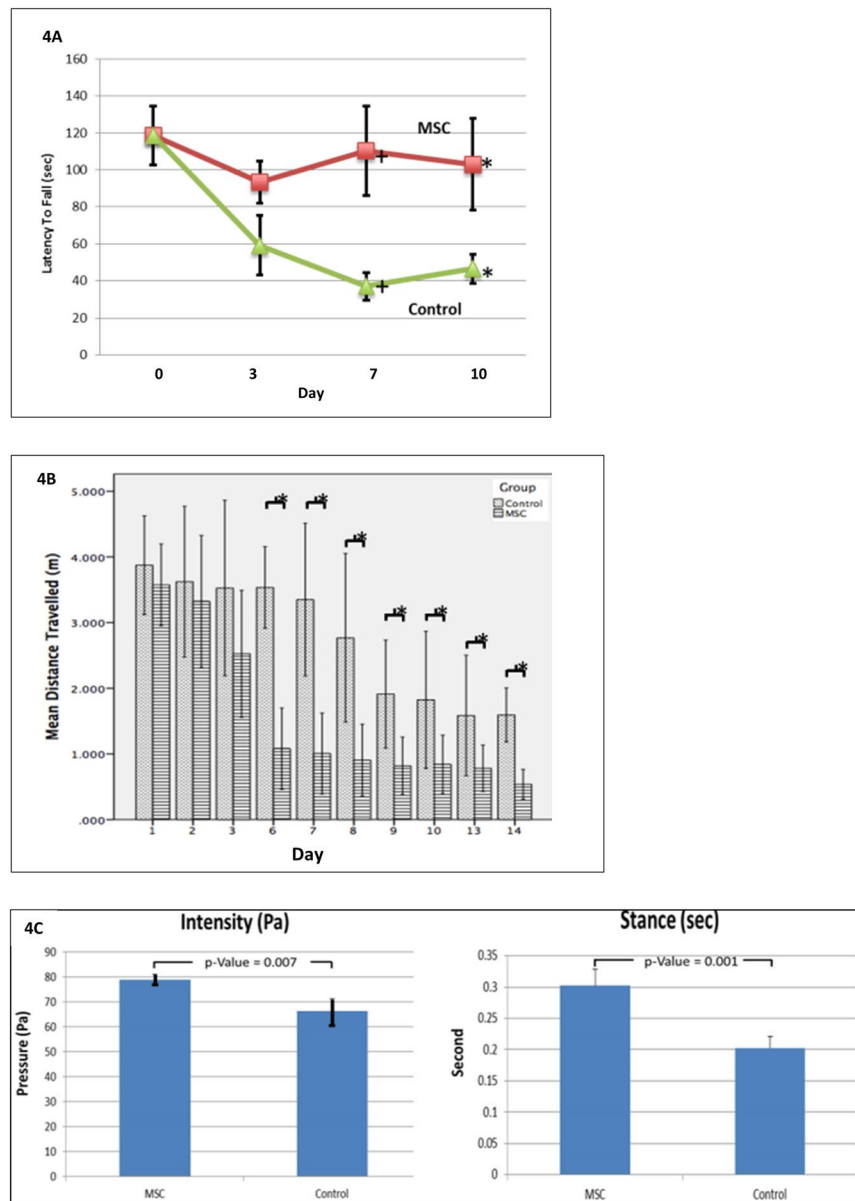 4A
160
140
120
100
80
60
40
20
0
Latency To Fall (sec)
MSC
+
*
+
*
Control
0 3 7 10
Day
4B
Group
Control
MSC
5.000
4.000
3.000
2.000
1.000
.000
Mean Distance Travelled (m)
* * * * * * *
1 2 3 6 7 8 9 10 13 14
Day
4C
Intensity (Pa)
p-Value = 0.007
90
80
70
60
50
40
30
20
10
0
Pressure (Pa)
MSC Control
Stance (sec)
p-Value = 0.001
0.35
0.3
0.25
0.2
0.15
0.1
0.05
0
Second
MSC Control